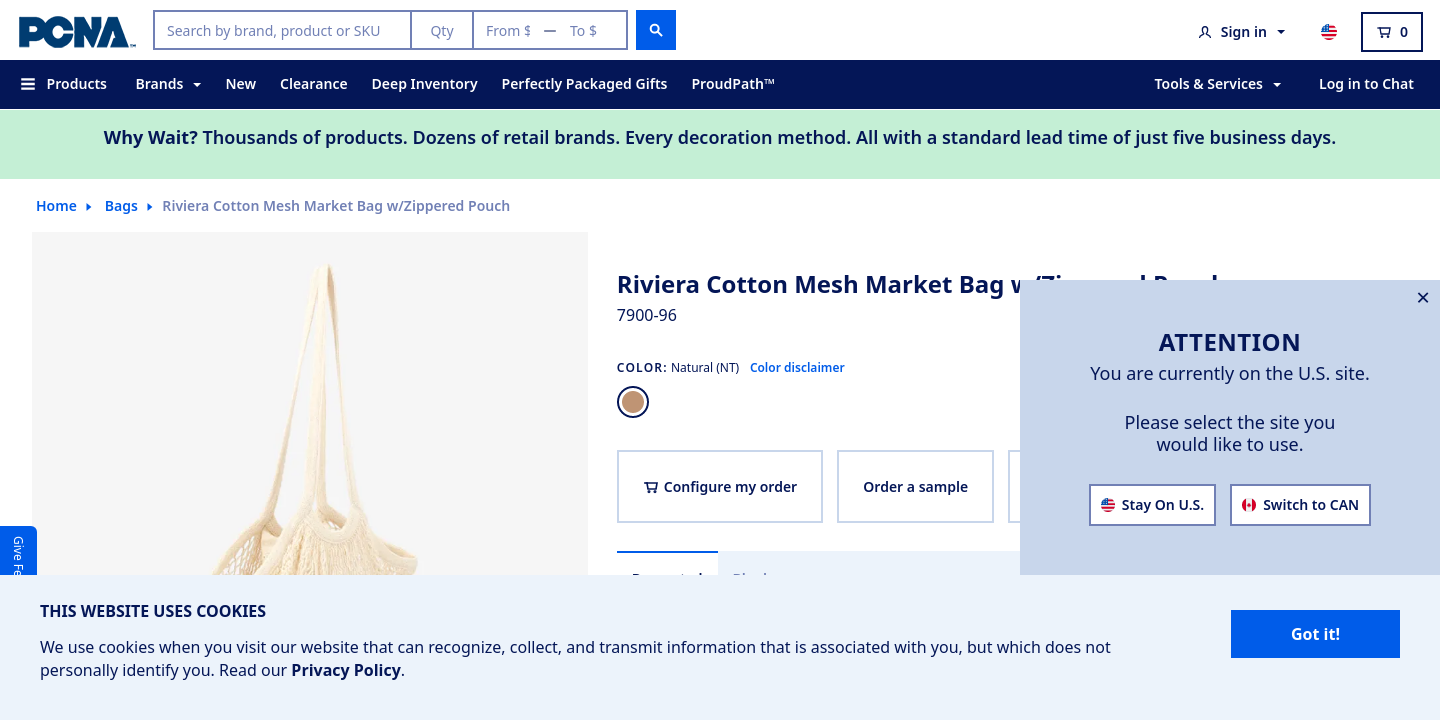 PCNA
Search by brand, product or SKU
Qty
From $ — To $
Sign in
0
Products
Brands
New
Clearance
Deep Inventory
Perfectly Packaged Gifts
ProudPath™
Tools & Services
Log in to Chat
Why Wait? Thousands of products. Dozens of retail brands. Every decoration method. All with a standard lead time of just five business days.
Home
Bags
Riviera Cotton Mesh Market Bag w/Zippered Pouch
Riviera Cotton Mesh Market Bag
7900-96
COLOR: Natural (NT) Color disclaimer
Configure my order
Order a sample
ATTENTION
You are currently on the U.S. site.
Please select the site you
would like to use.
Stay On U.S.
Switch to CAN
Give
THIS WEBSITE USES COOKIES
We use cookies when you visit our website that can recognize, collect, and transmit information that is associated with you, but which does not
personally identify you. Read our Privacy Policy.
Got it!